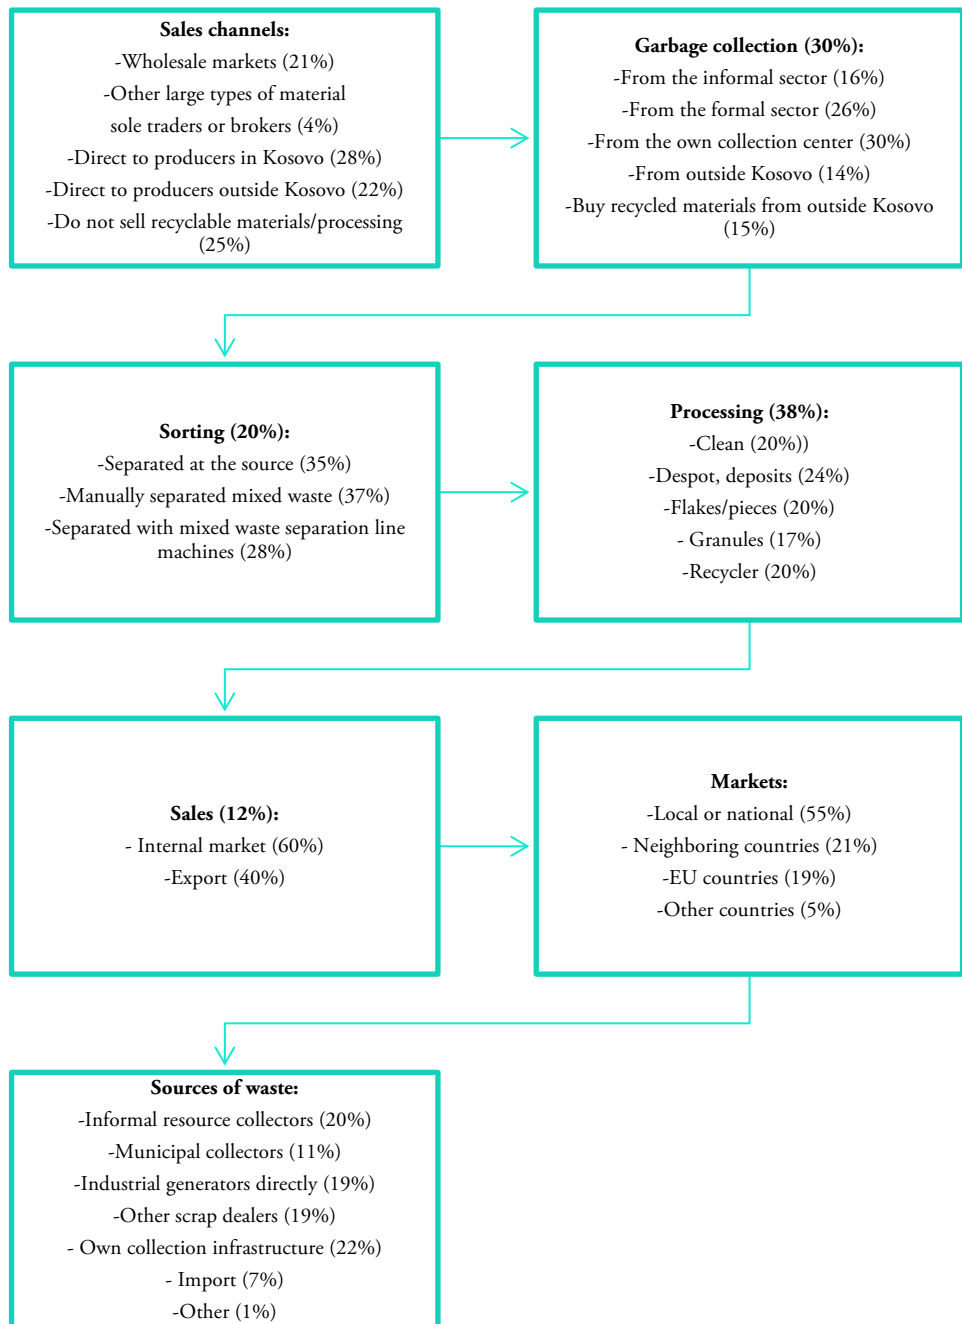 Sales channels:
-Wholesale markets (21%)
-Other large types of material
sole traders or brokers (4%)
-Direct to producers in Kosovo (28%)
-Direct to producers outside Kosovo (22%)
-Do not sell recyclable materials/processing
(25%)
Garbage collection (30%):
-From the informal sector (16%)
-From the formal sector (26%)
-From the own collection center (30%)
-From outside Kosovo (14%)
-Buy recycled materials from outside Kosovo
(15%)
Sorting (20%):
-Separated at the source (35%)
-Manually separated mixed waste (37%)
-Separated with mixed waste separation line
machines (28%)
Processing (38%):
-Clean (20%))
-Despot, deposits (24%)
-Flakes/pieces (20%)
- Granules (17%)
-Recycler (20%)
Sales (12%):
- Internal market (60%)
-Export (40%)
Markets:
-Local or national (55%)
- Neighboring countries (21%)
-EU countries (19%)
-Other countries (5%)
Sources of waste:
-Informal resource collectors (20%)
-Municipal collectors (11%)
-Industrial generators directly (19%)
-Other scrap dealers (19%)
- Own collection infrastructure (22%)
- Import (7%)
-Other (1%)